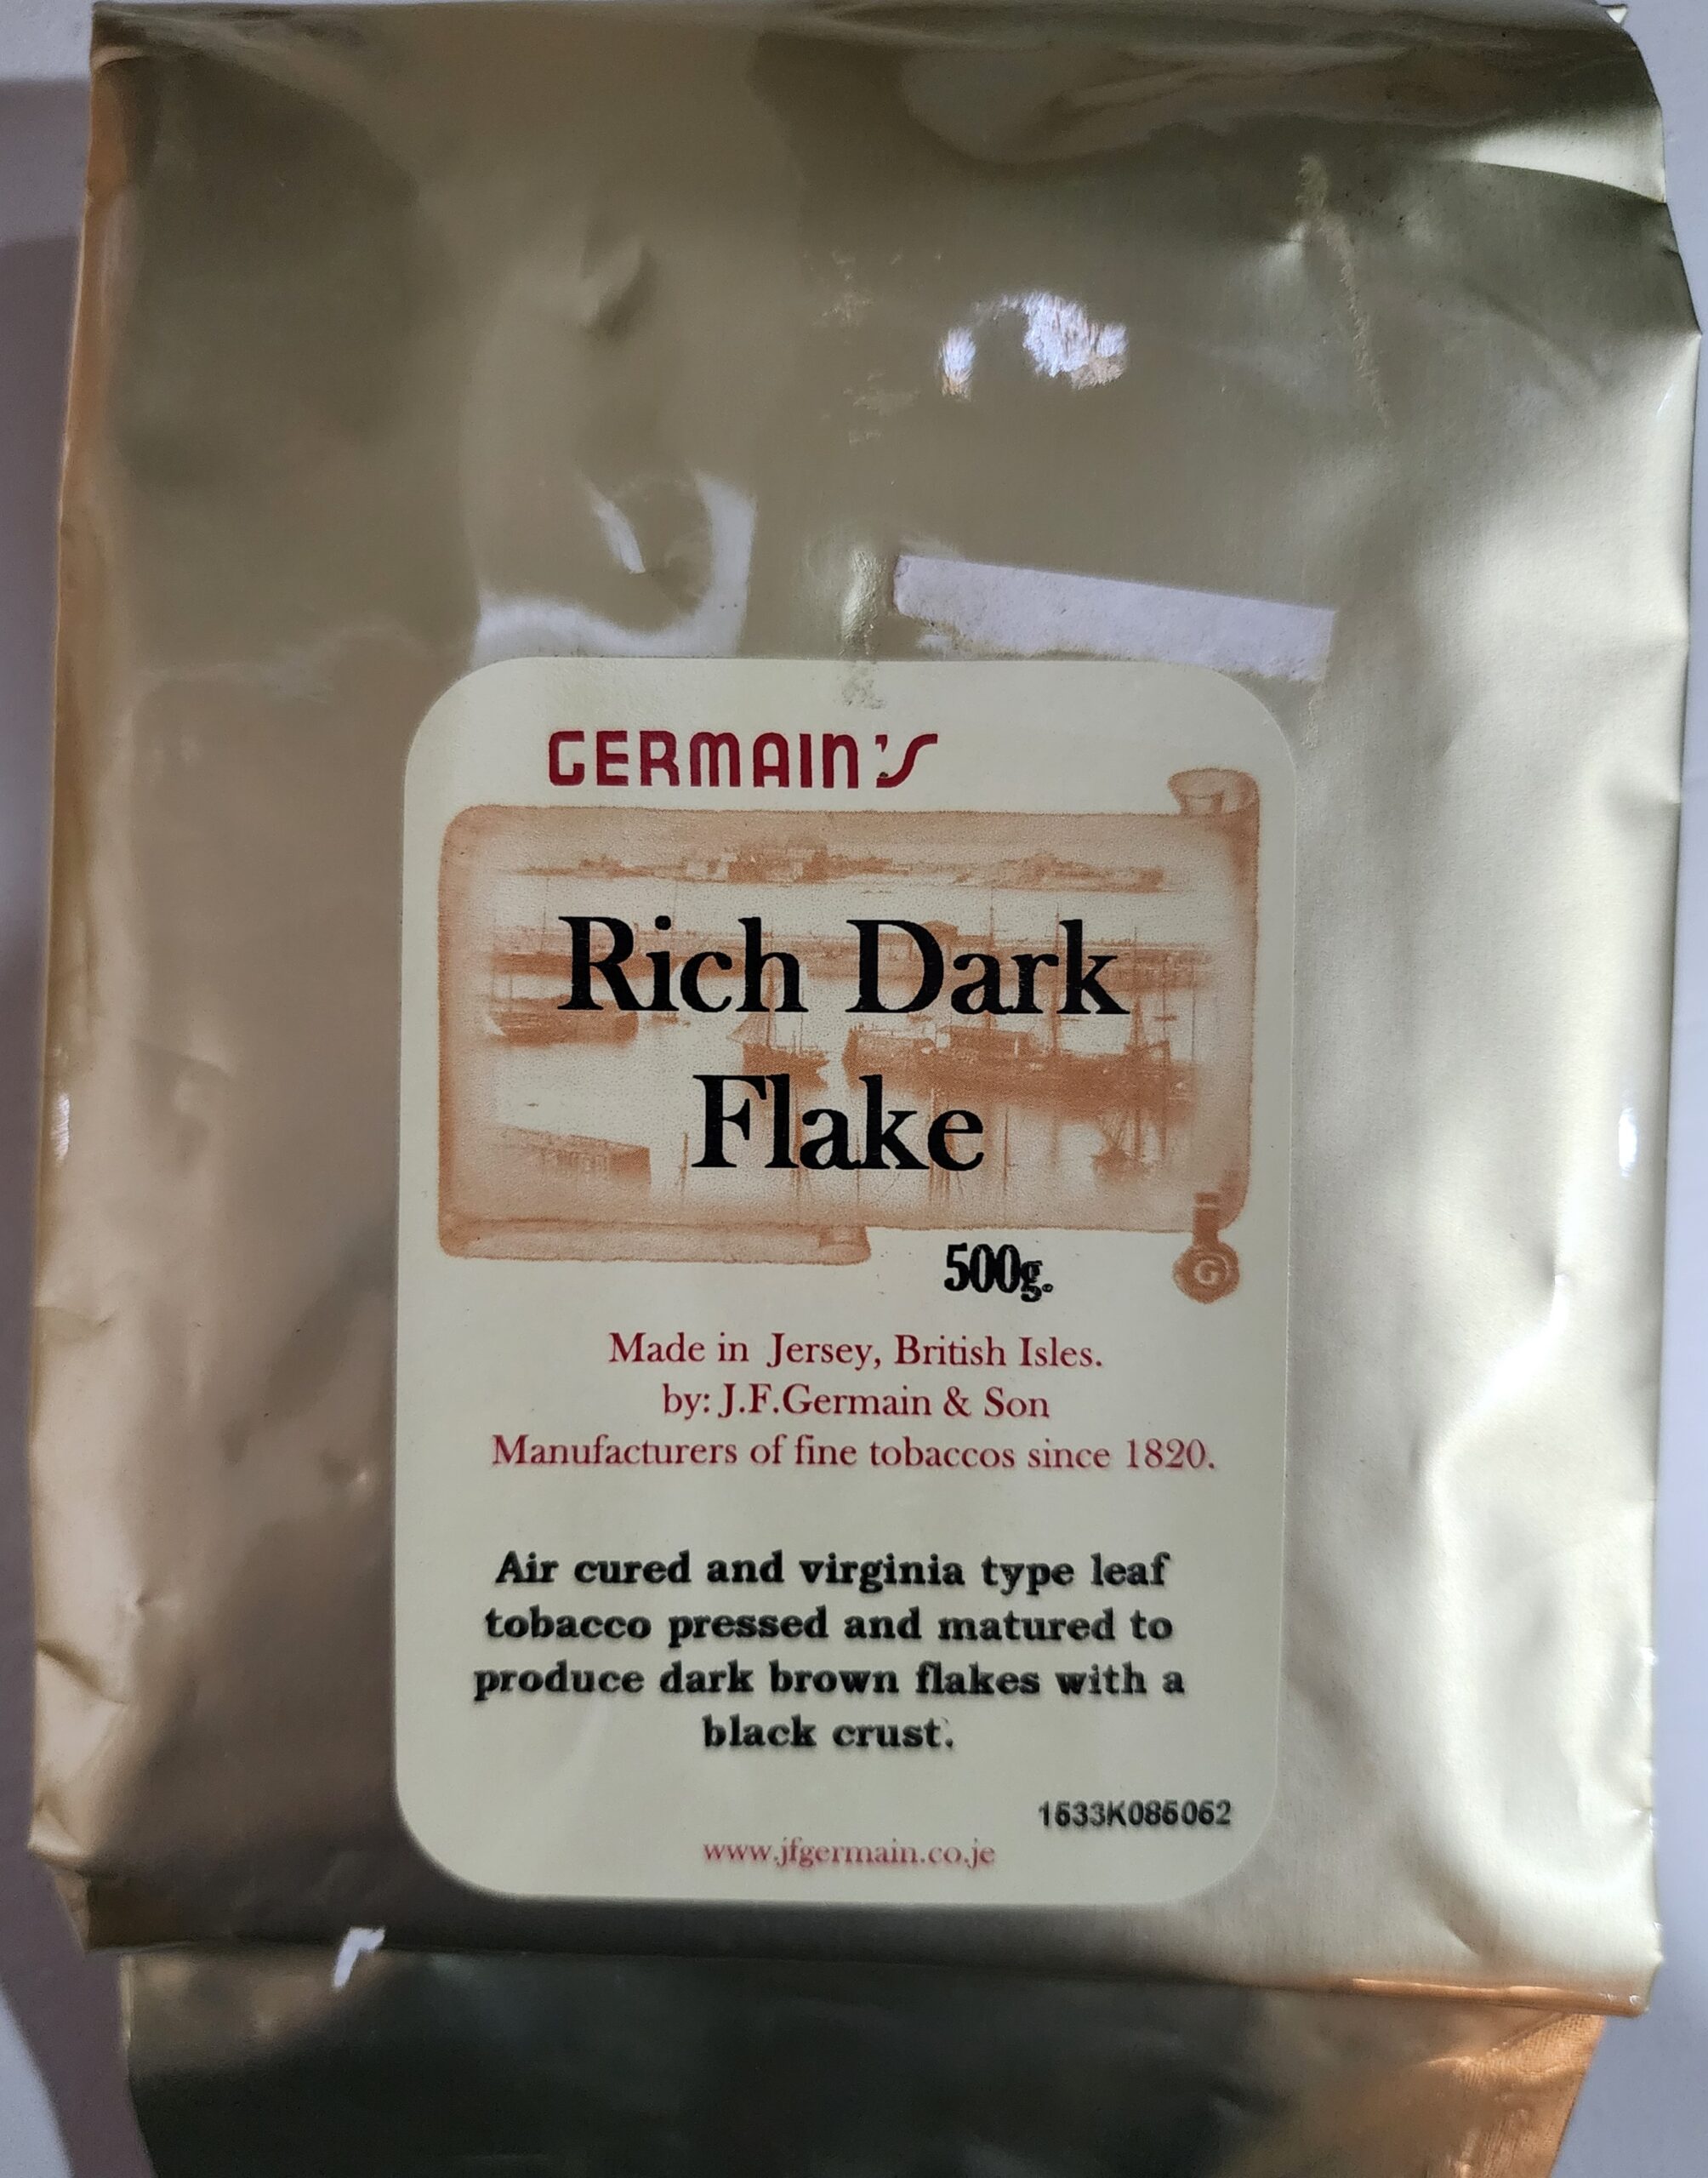 GERMAIN'S
Rich Dark
Flake
500g.
G
Made in Jersey, British Isles.
by: J.F.Germain & Son
Manufacturers of fine tobaccos since 1820.
Air cured and virginia type leaf
tobacco pressed and matured to
produce dark brown flakes with a
black crust.
1533K085052
www.jfgermain.co.je